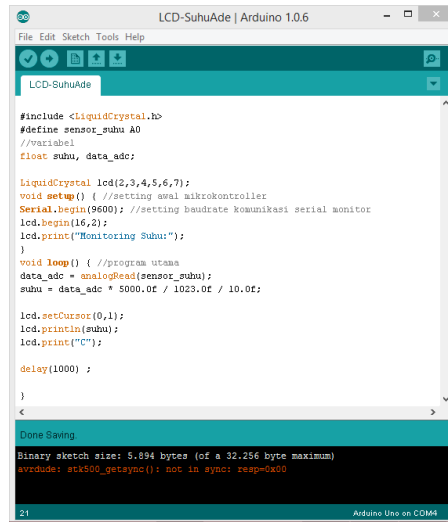 LCD-SuhuAde | Arduino 1.0.6
File Edit Sketch Tools Help
LCD-SuhuAde
#include <LiquidCrystal.h>
#define sensor_suhu A0
//variabel
float suhu, data_adc;
LiquidCrystal lcd(2,3,4,5,6,7);
void setup() { //setting awal mikrokontroller
Serial.begin(9600); //setting baudrate komunikasi serial monitor
lcd.begin(16,2);
lcd.print("Monitoring Suhu:");
}
void loop() { //program utama
data_adc = analogRead(sensor_suhu);
suhu = data_adc * 5000.0f / 1023.0f / 10.0f;
lcd.setCursor(0,1);
lcd.println(suhu);
lcd.print("C");
delay(1000) ;
}
Done Saving.
Binary sketch size: 5.894 bytes (of a 32.256 byte maximum)
avrdude: stk500_getsync(): not in sync: resp=0x00
21 Arduino Uno on COM4